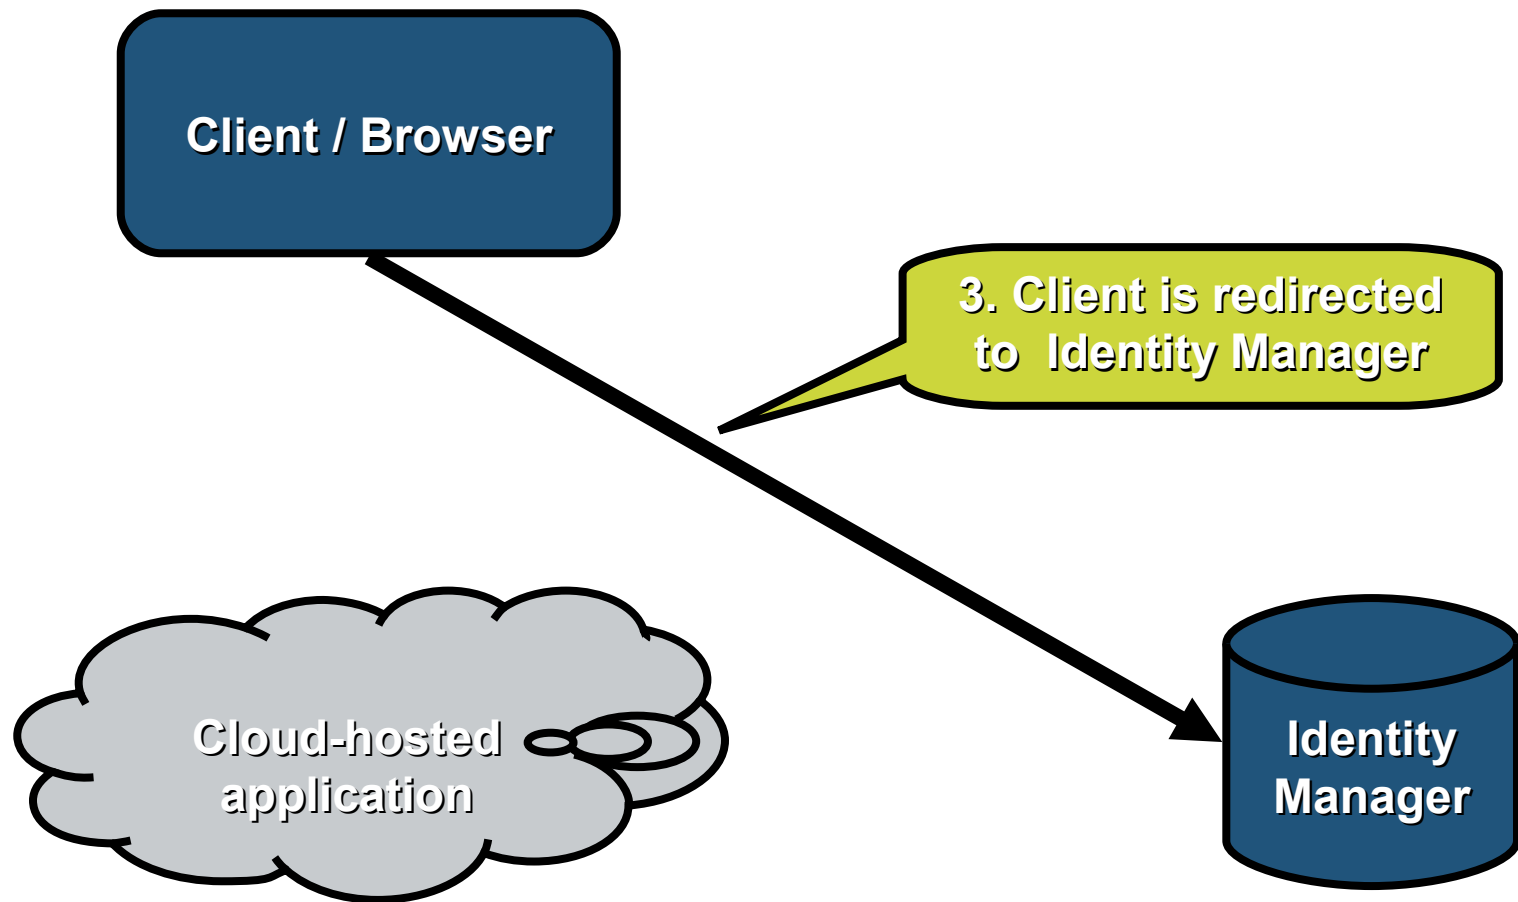 Client / Browser
3. Client is redirected
to  Identity Manager
Cloud-hosted
application
Identity
Manager